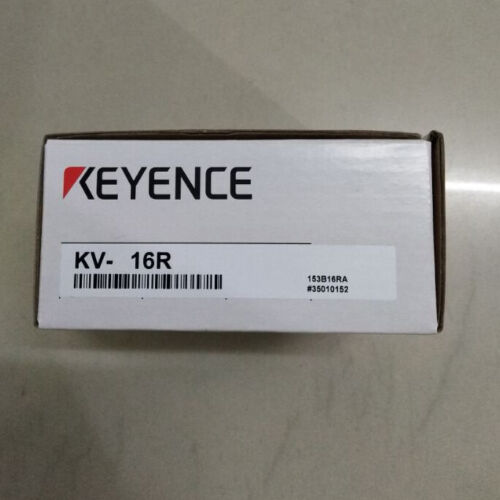 KEYENCE
KV- 16R
153B16RA
#35010152